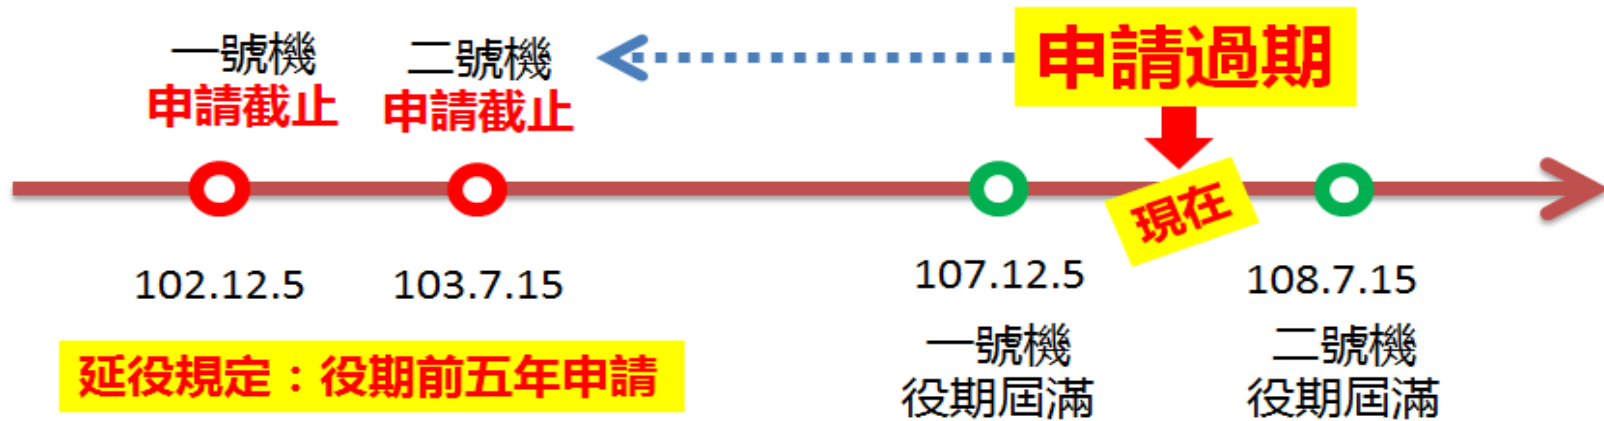 一號機
申請截止
二號機
申請截止
申請過期
現在
102.12.5
103.7.15
107.12.5
一號機
役期屆滿
108.7.15
二號機
役期屆滿
延役規定：役期前五年申請